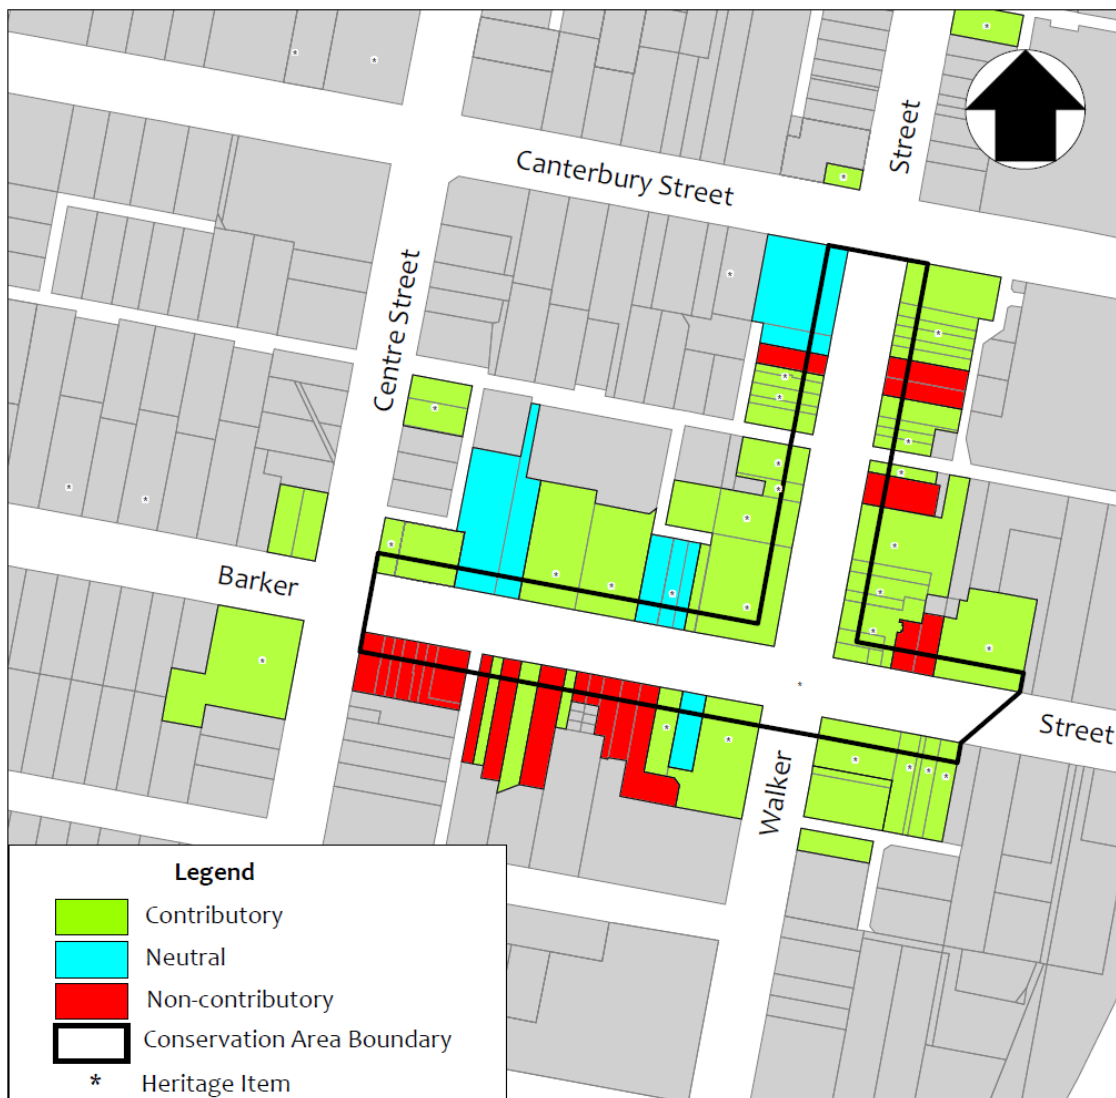 Street
Canterbury Street
Centre Street
Barker
Street
Walker
Legend
Contributory
Neutral
Non-contributory
Conservation Area Boundary
* Heritage Item